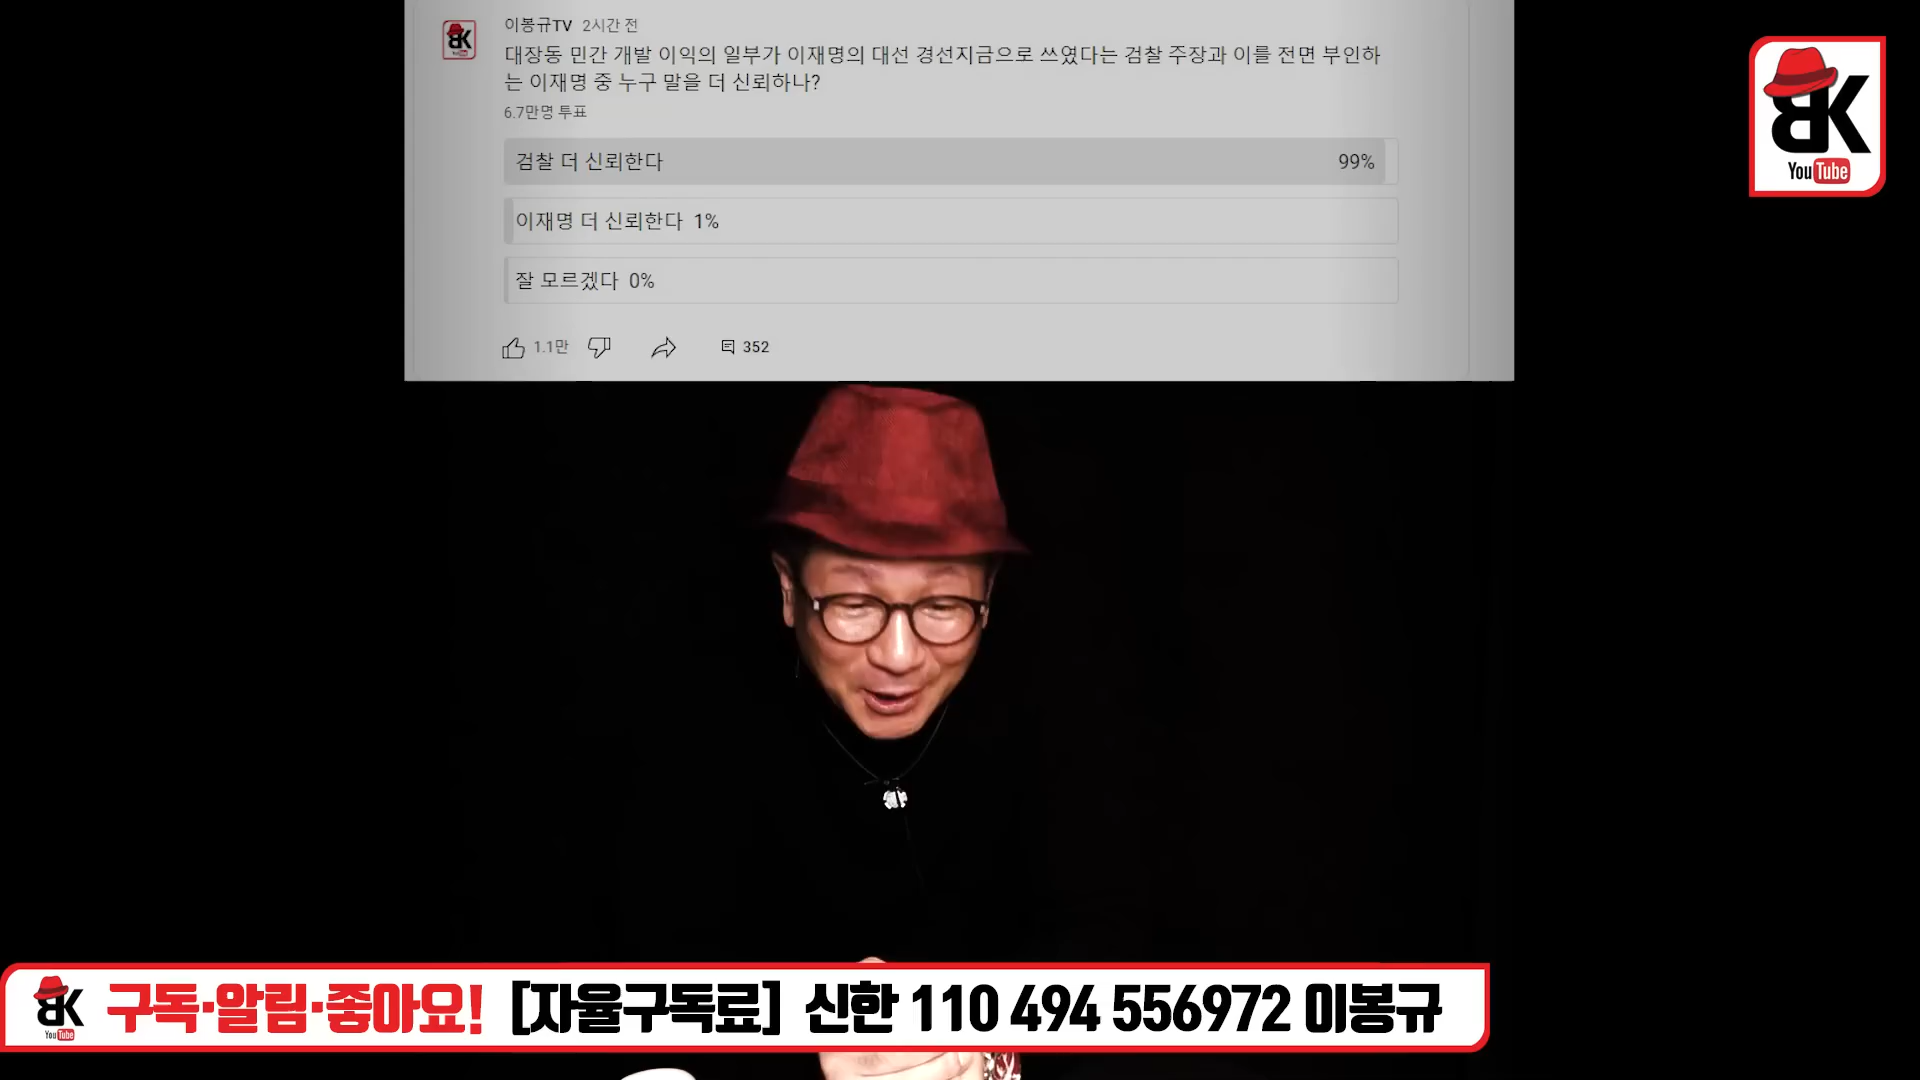 이봉규TV 2시간 전
대장동 민간 개발 이익의 일부가 이재명의 대선 경선지금으로 쓰였다는 검찰 주장과 이를 전면 부인하
는 이재명 중 누구 말을 더 신뢰하나?
6.7만명 투표
검찰 더 신뢰한다 99%
이재명 더 신뢰한다 1%
잘 모르겠다 0%
1.1만 352
BK
YouTube
BK
YouTube
구독·알림·좋아요! [자율구독료] 신한 110 494 556972 이봉규